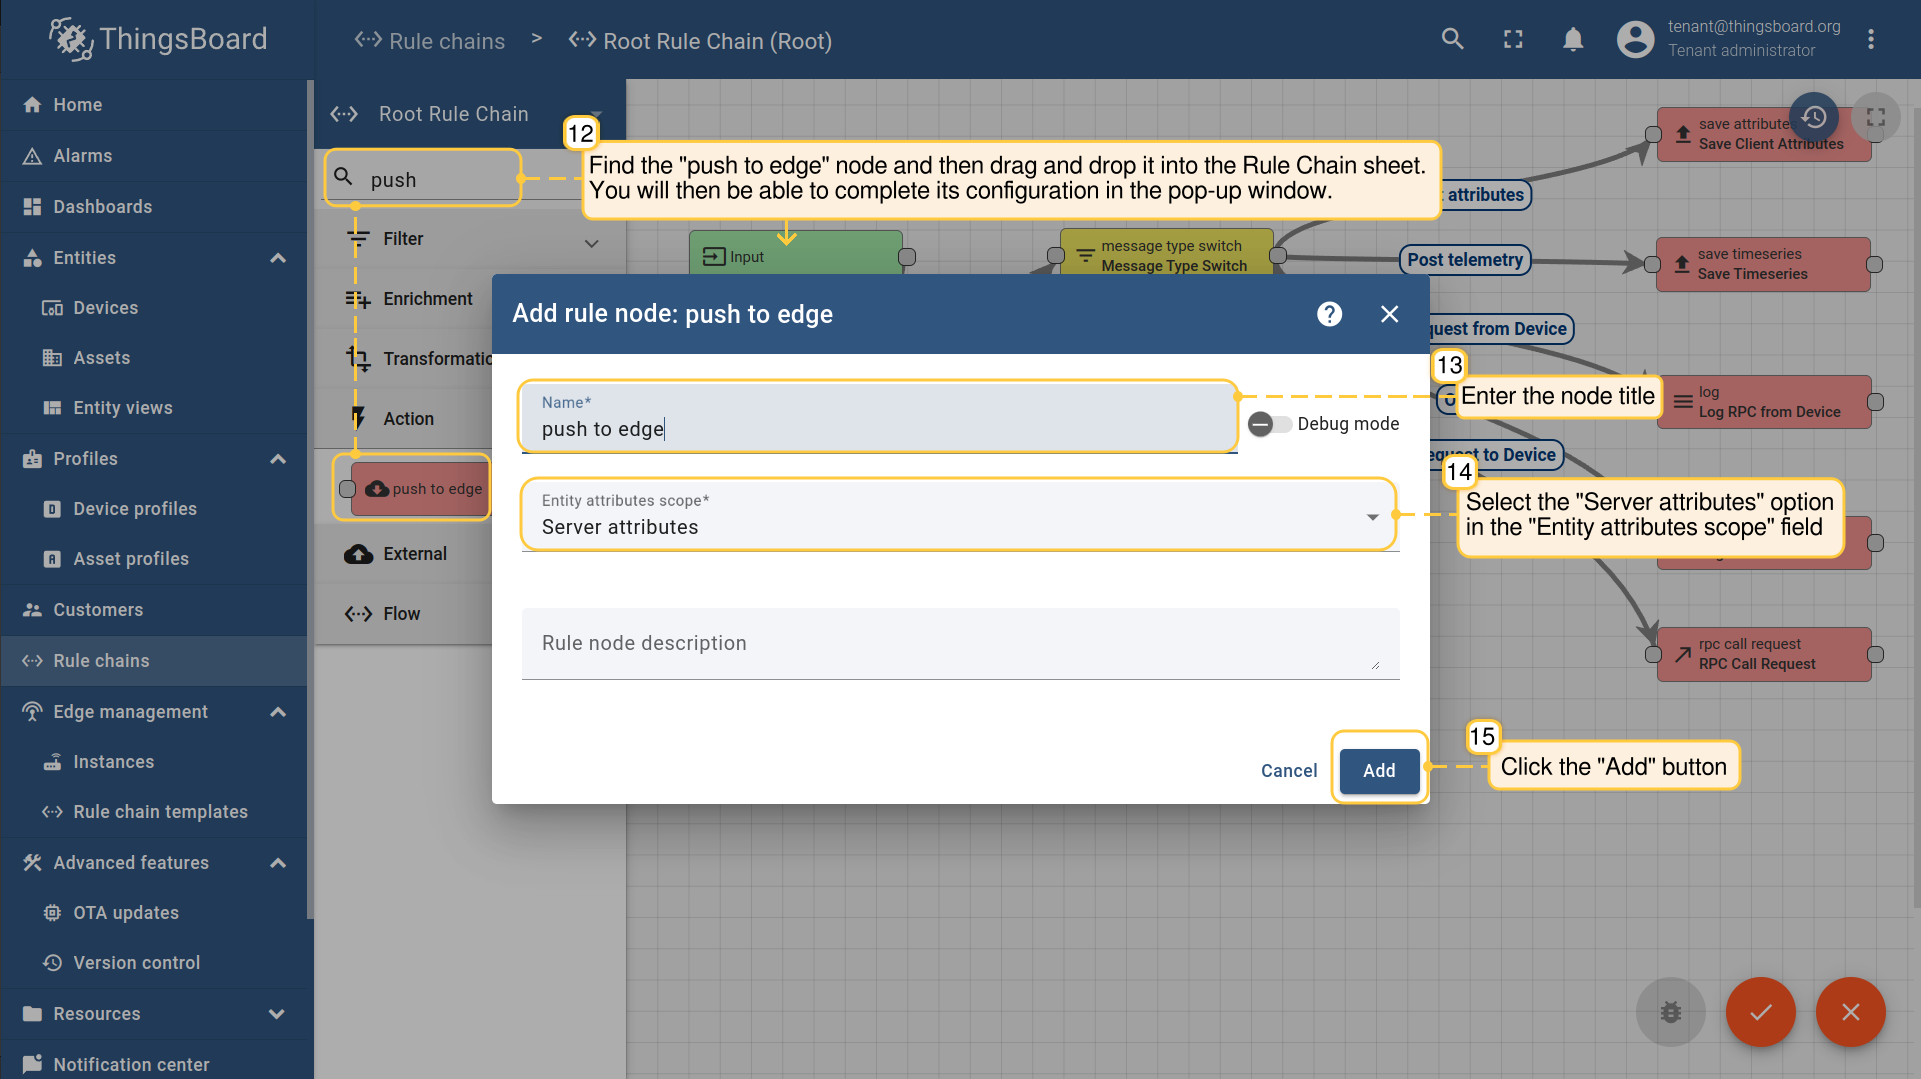 ThingsBoard
Rule chains > Root Rule Chain (Root)
tenant@thingsboard.org
Tenant administrator
Home
Alarms
Dashboards
Entities
Devices
Assets
Entity views
Profiles
Device profiles
Asset profiles
Customers
Rule chains
Edge management
Instances
Rule chain templates
Advanced features
OTA updates
Version control
Resources
Notification center
Root Rule Chain
push
Filter
Enrichment
Transformatio
Action
push to edge
External
Flow
12
Find the "push to edge" node and then drag and drop it into the Rule Chain sheet.
You will then be able to complete its configuration in the pop-up window.
Input
message type switch
Message Type Switch
attributes
Post telemetry
quest from Device
equest to Device
save attributes
Save Client Attributes
save timeseries
Save Timeseries
log
Log RPC from Device
rpc call request
RPC Call Request
Add rule node: push to edge
Name*
push to edge
Debug mode
Entity attributes scope*
Server attributes
Rule node description
Cancel
Add
13
Enter the node title
14
Select the "Server attributes" option
in the "Entity attributes scope" field
15
Click the "Add" button